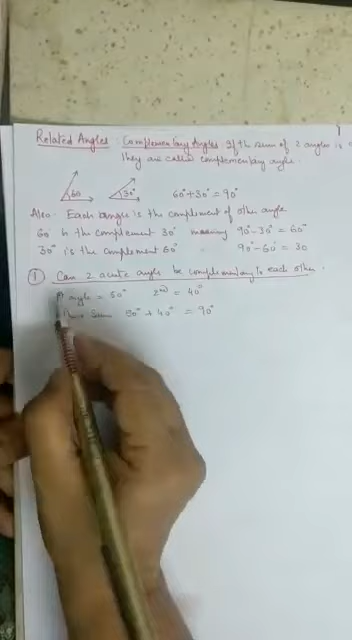 Related Angles : Complementary Angles If the sum of 2 angles is
they are called complementary angle.
60° 30° 60° + 30° = 90°
Also : Each angle is the complement of other angle
60° is the complement 30° meaning 90° - 30° = 60°
30° is the complement 60° 90° - 60° = 30
① Can 2 acute angle be complementary to each other.
angle = 50° 2nd = 40°
Sum 50° + 40° = 90°